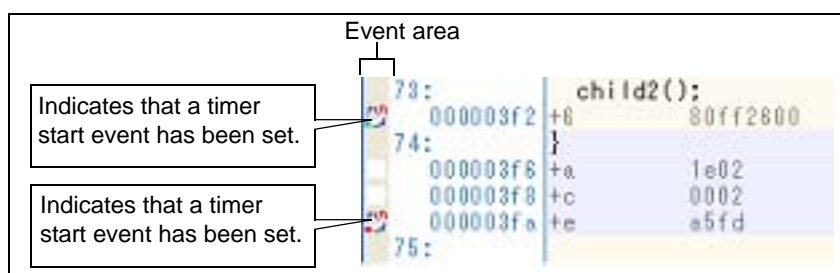 Event area
73: child2();
Indicates that a timer
start event has been set.
000003f2 +6 80ff2600
74: }
000003f6 +a 1e02
000003f8 +c 0002
Indicates that a timer
start event has been set.
000003fa +e a5fd
75: